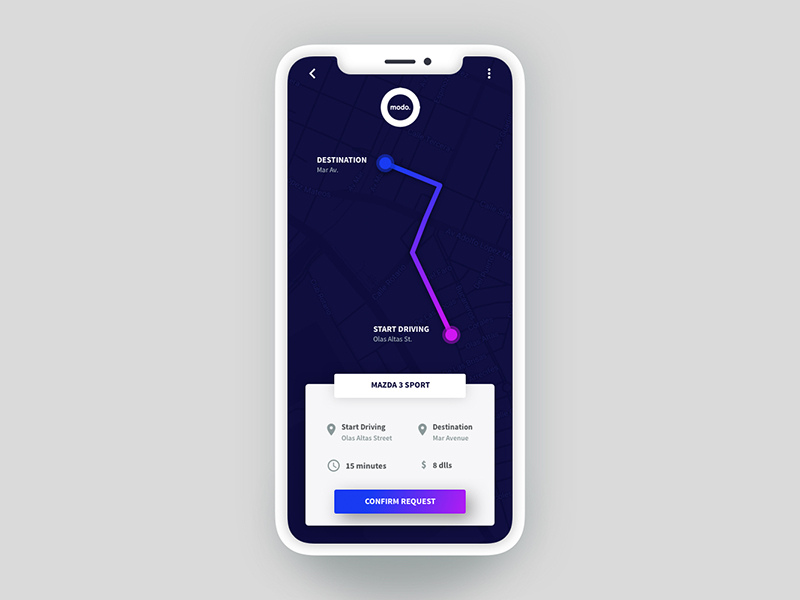 modo.
DESTINATION
Mar Av.
START DRIVING
Olas Altas St.
MAZDA 3 SPORT
Start Driving
Olas Altas Street
Destination
Mar Avenue
15 minutes
$ 8 dlls
CONFIRM REQUEST